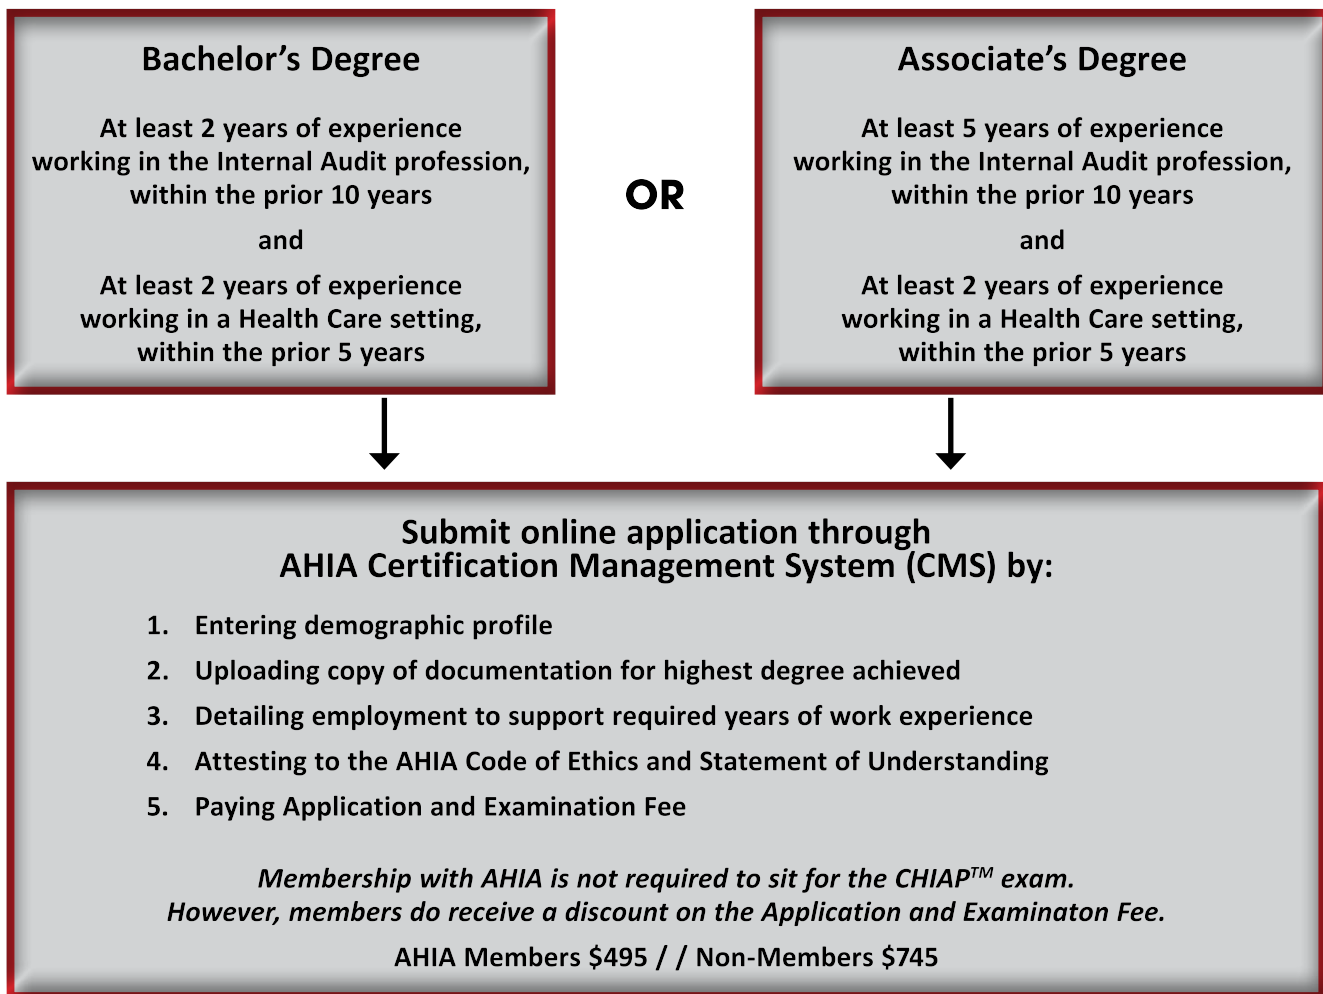 Bachelor’s Degree
At least 2 years of experience
working in the Internal Audit profession,
within the prior 10 years
and
At least 2 years of experience
working in a Health Care setting,
within the prior 5 years
OR
Associate’s Degree
At least 5 years of experience
working in the Internal Audit profession,
within the prior 10 years
and
At least 2 years of experience
working in a Health Care setting,
within the prior 5 years
Submit online application through
AHIA Certification Management System (CMS) by:
1. Entering demographic profile
2. Uploading copy of documentation for highest degree achieved
3. Detailing employment to support required years of work experience
4. Attesting to the AHIA Code of Ethics and Statement of Understanding
5. Paying Application and Examination Fee
Membership with AHIA is not required to sit for the CHIAP™ exam.
However, members do receive a discount on the Application and Examinaton Fee.
AHIA Members $495 / / Non-Members $745